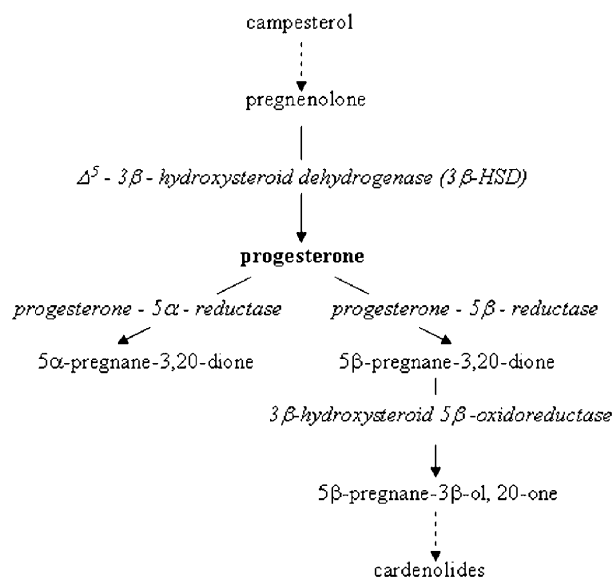 campesterol
pregnenolone
Δ⁵ - 3β - hydroxysteroid dehydrogenase (3β-HSD)
progesterone
progesterone - 5α - reductase progesterone - 5β - reductase
5α-pregnane-3,20-dione 5β-pregnane-3,20-dione
3β-hydroxysteroid 5β-oxidoreductase
5β-pregnane-3β-ol, 20-one
cardenolides